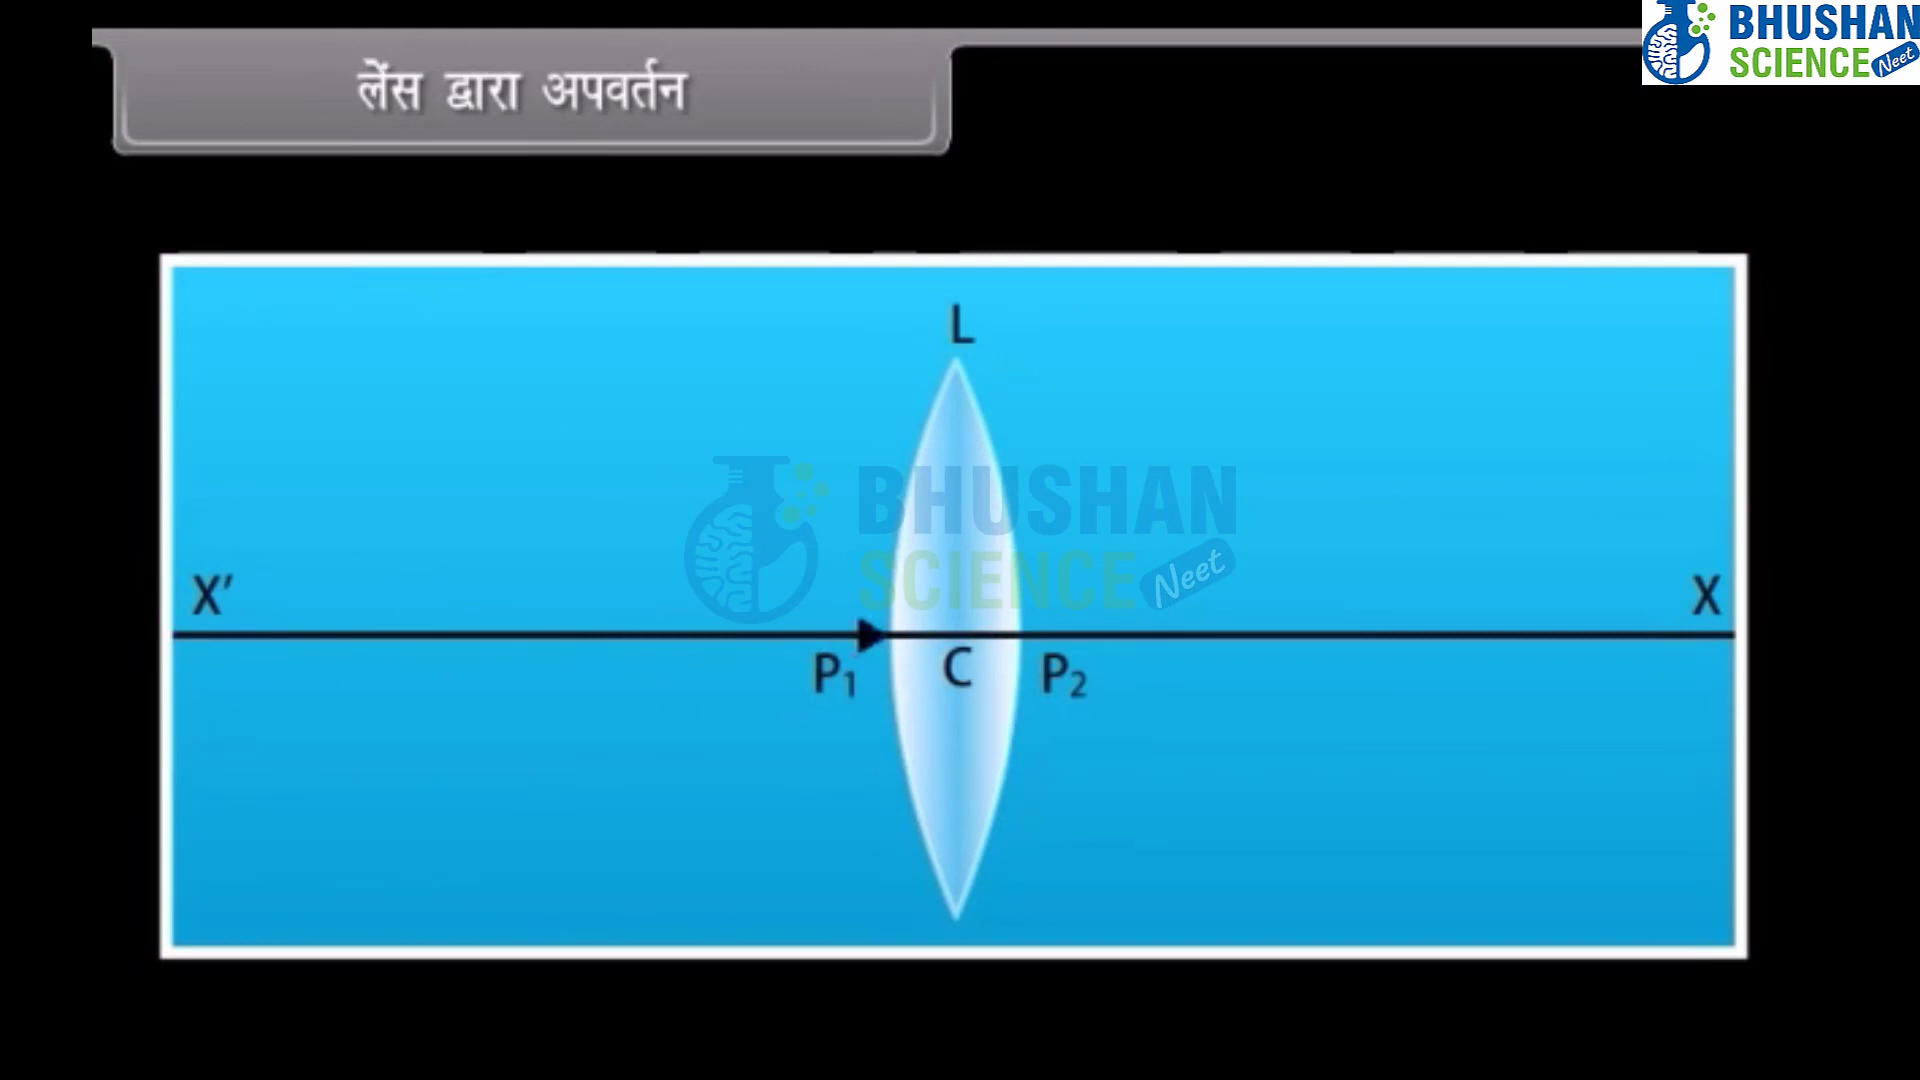 BHUSHAN
SCIENCE Neet
लेंस द्वारा अपवर्तन
L
BHUSHAN
SCIENCE Neet
X′ X
P₁ C P₂